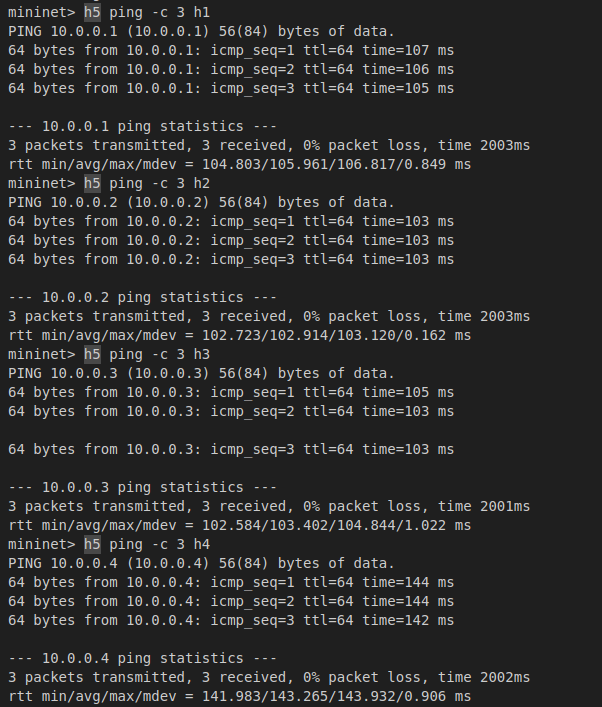 mininet> h5 ping -c 3 h1
PING 10.0.0.1 (10.0.0.1) 56(84) bytes of data.
64 bytes from 10.0.0.1: icmp_seq=1 ttl=64 time=107 ms
64 bytes from 10.0.0.1: icmp_seq=2 ttl=64 time=106 ms
64 bytes from 10.0.0.1: icmp_seq=3 ttl=64 time=105 ms

--- 10.0.0.1 ping statistics ---
3 packets transmitted, 3 received, 0% packet loss, time 2003ms
rtt min/avg/max/mdev = 104.803/105.961/106.817/0.849 ms
mininet> h5 ping -c 3 h2
PING 10.0.0.2 (10.0.0.2) 56(84) bytes of data.
64 bytes from 10.0.0.2: icmp_seq=1 ttl=64 time=103 ms
64 bytes from 10.0.0.2: icmp_seq=2 ttl=64 time=103 ms
64 bytes from 10.0.0.2: icmp_seq=3 ttl=64 time=103 ms

--- 10.0.0.2 ping statistics ---
3 packets transmitted, 3 received, 0% packet loss, time 2003ms
rtt min/avg/max/mdev = 102.723/102.914/103.120/0.162 ms
mininet> h5 ping -c 3 h3
PING 10.0.0.3 (10.0.0.3) 56(84) bytes of data.
64 bytes from 10.0.0.3: icmp_seq=1 ttl=64 time=105 ms
64 bytes from 10.0.0.3: icmp_seq=2 ttl=64 time=103 ms

64 bytes from 10.0.0.3: icmp_seq=3 ttl=64 time=103 ms

--- 10.0.0.3 ping statistics ---
3 packets transmitted, 3 received, 0% packet loss, time 2001ms
rtt min/avg/max/mdev = 102.584/103.402/104.844/1.022 ms
mininet> h5 ping -c 3 h4
PING 10.0.0.4 (10.0.0.4) 56(84) bytes of data.
64 bytes from 10.0.0.4: icmp_seq=1 ttl=64 time=144 ms
64 bytes from 10.0.0.4: icmp_seq=2 ttl=64 time=144 ms
64 bytes from 10.0.0.4: icmp_seq=3 ttl=64 time=142 ms

--- 10.0.0.4 ping statistics ---
3 packets transmitted, 3 received, 0% packet loss, time 2002ms
rtt min/avg/max/mdev = 141.983/143.265/143.932/0.906 ms